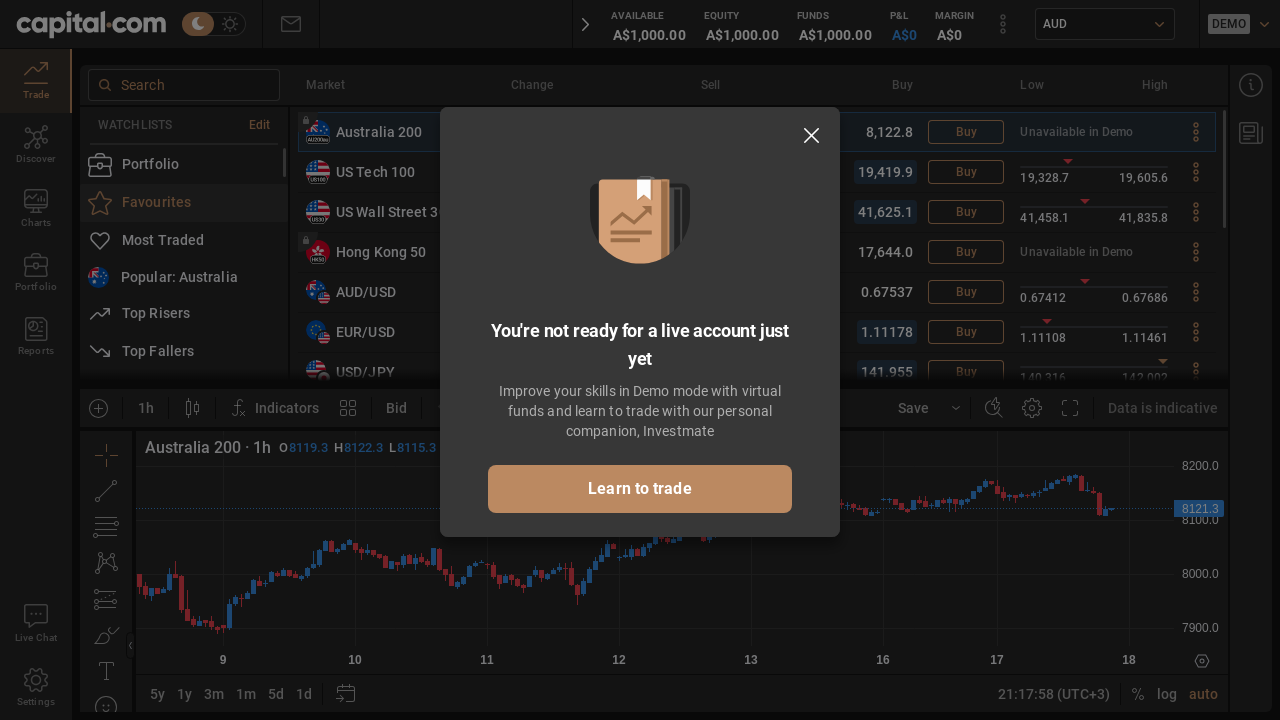 capital.com
AVAILABLE
A$1,000.00
EQUITY
A$1,000.00
FUNDS
A$1,000.00
P&L
A$0
MARGIN
A$0
AUD
DEMO
Trade
Discover
Charts
Portfolio
Reports
Live Chat
Settings
Search
WATCHLISTS
Edit
Portfolio
Favourites
Most Traded
Popular: Australia
Top Risers
Top Fallers
Market
Change
Sell
Buy
Low
High
Australia 200
8,122.8
Buy
Unavailable in Demo
US Tech 100
19,419.9
Buy
19,328.7
19,605.6
US Wall Street 3
41,625.1
Buy
41,458.1
41,835.8
Hong Kong 50
17,644.0
Buy
Unavailable in Demo
AUD/USD
0.67537
Buy
0.67412
0.67686
EUR/USD
1.11178
Buy
1.11108
1.11461
USD/JPY
141.955
Buy
140.316
142.002
You're not ready for a live account just
yet
Improve your skills in Demo mode with virtual
funds and learn to trade with our personal
companion, Investmate
Learn to trade
1h
Indicators
Bid
Save
Data is indicative
Australia 200 · 1h
O8119.3 H8122.3 L8115.3
8200.0
8121.3
8100.0
8000.0
7900.0
9
10
11
12
13
16
17
18
5y
1y
3m
1m
5d
1d
21:17:58 (UTC+3)
%
log
auto